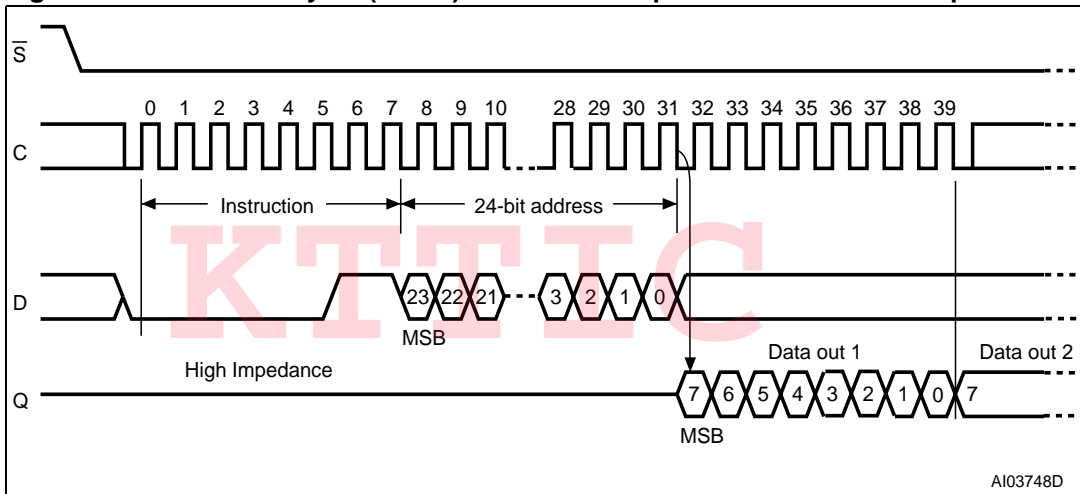 S
0 1 2 3 4 5 6 7 8 9 10 28 29 30 31 32 33 34 35 36 37 38 39
C
Instruction 24-bit address
KTTIC
D
23 22 21 3 2 1 0
MSB
High Impedance
Data out 1 Data out 2
Q
7 6 5 4 3 2 1 0 7
MSB
AI03748D